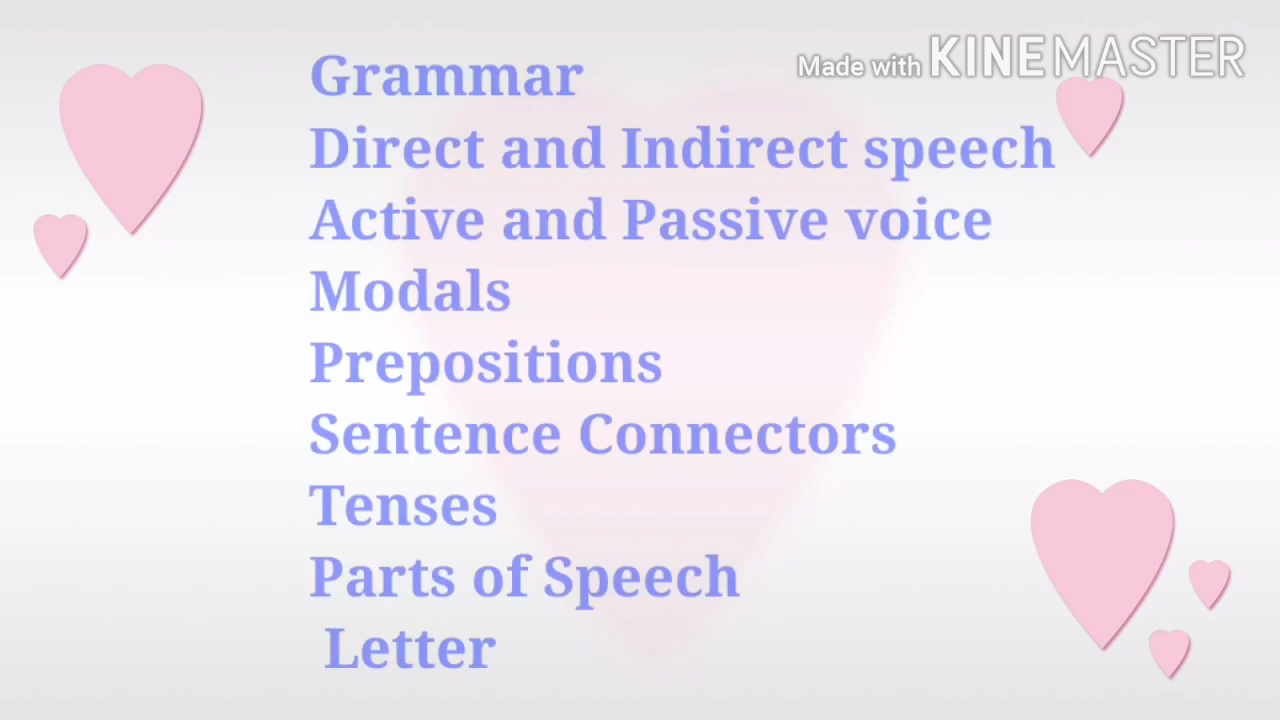 Made with KINEMASTER
Grammar
Direct and Indirect speech
Active and Passive voice
Modals
Prepositions
Sentence Connectors
Tenses
Parts of Speech
Letter